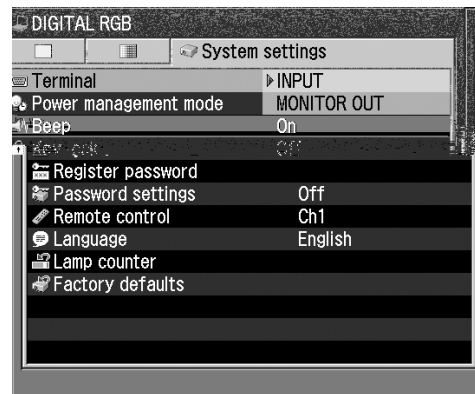 DIGITAL RGB
System settings
Terminal INPUT
Power management mode MONITOR OUT
Beep On
Off
Register password
Password settings Off
Remote control Ch1
Language English
Lamp counter
Factory defaults